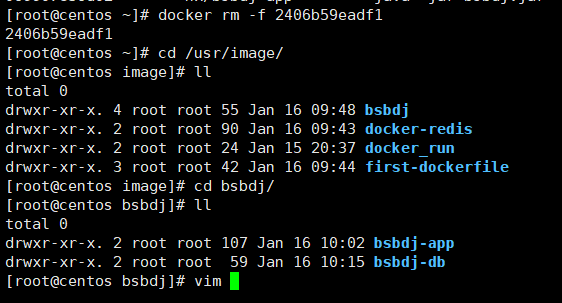 [root@centos ~]# docker rm -f 2406b59eadf1
2406b59eadf1
[root@centos ~]# cd /usr/image/
[root@centos image]# ll
total 0
drwxr-xr-x. 4 root root 55 Jan 16 09:48 bsbdj
drwxr-xr-x. 2 root root 90 Jan 16 09:43 docker-redis
drwxr-xr-x. 2 root root 24 Jan 15 20:37 docker_run
drwxr-xr-x. 3 root root 42 Jan 16 09:44 first-dockerfile
[root@centos image]# cd bsbdj/
[root@centos bsbdj]# ll
total 0
drwxr-xr-x. 2 root root 107 Jan 16 10:02 bsbdj-app
drwxr-xr-x. 2 root root  59 Jan 16 10:15 bsbdj-db
[root@centos bsbdj]# vim